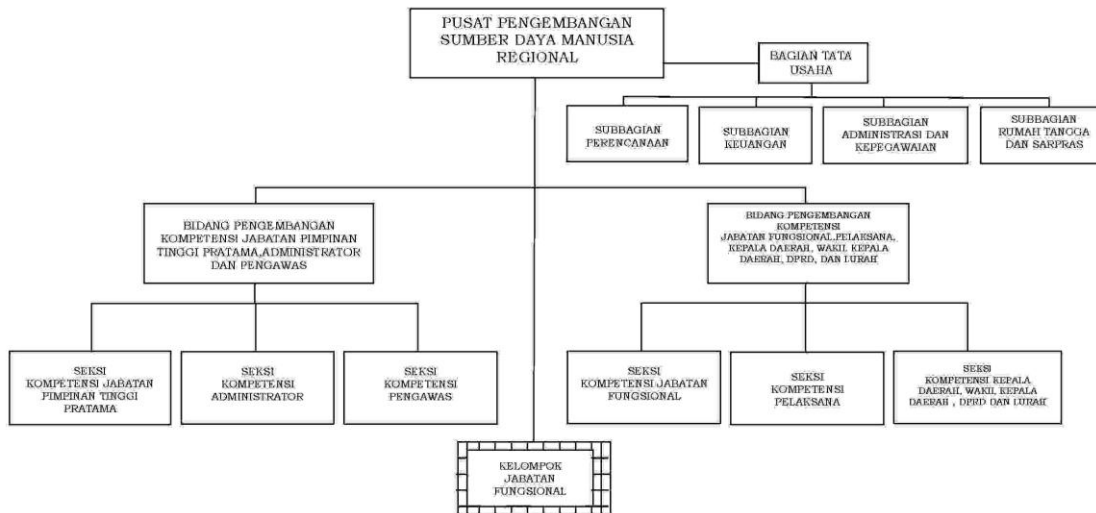 PUSAT PENGEMBANGAN
SUMBER DAYA MANUSIA
REGIONAL
BAGIAN TATA
USAHA
SUBBAGIAN
PERENCANAAN
SUBBAGIAN
KEUANGAN
SUBBAGIAN
ADMINISTRASI DAN
KEPEGAWAIAN
SUBBAGIAN
RUMAH TANGGA
DAN SARPRAS
BIDANG PENGEMBANGAN
KOMPETENSI JABATAN PIMPINAN
TINGGI PRATAMA,ADMINISTRATOR
DAN PENGAWAS
BIDANG PENGEMBANGAN
KOMPETENSI
JABATAN FUNGSIONAL,PELAKSANA,
KEPALA DAERAH, WAKIL KEPALA
DAERAH, DPRD, DAN LURAH
SEKSI
KOMPETENSI JABATAN
PIMPINAN TINGGI
PRATAMA
SEKSI
KOMPETENSI
ADMINISTRATOR
SEKSI
KOMPETENSI
PENGAWAS
SEKSI
KOMPETENSI JABATAN
FUNGSIONAL
SEKSI
KOMPETENSI
PELAKSANA
SEKSI
KOMPETENSI KEPALA
DAERAH, WAKIL KEPALA
DAERAH , DPRD DAN LURAH
KELOMPOK
JABATAN
FUNGSIONAL